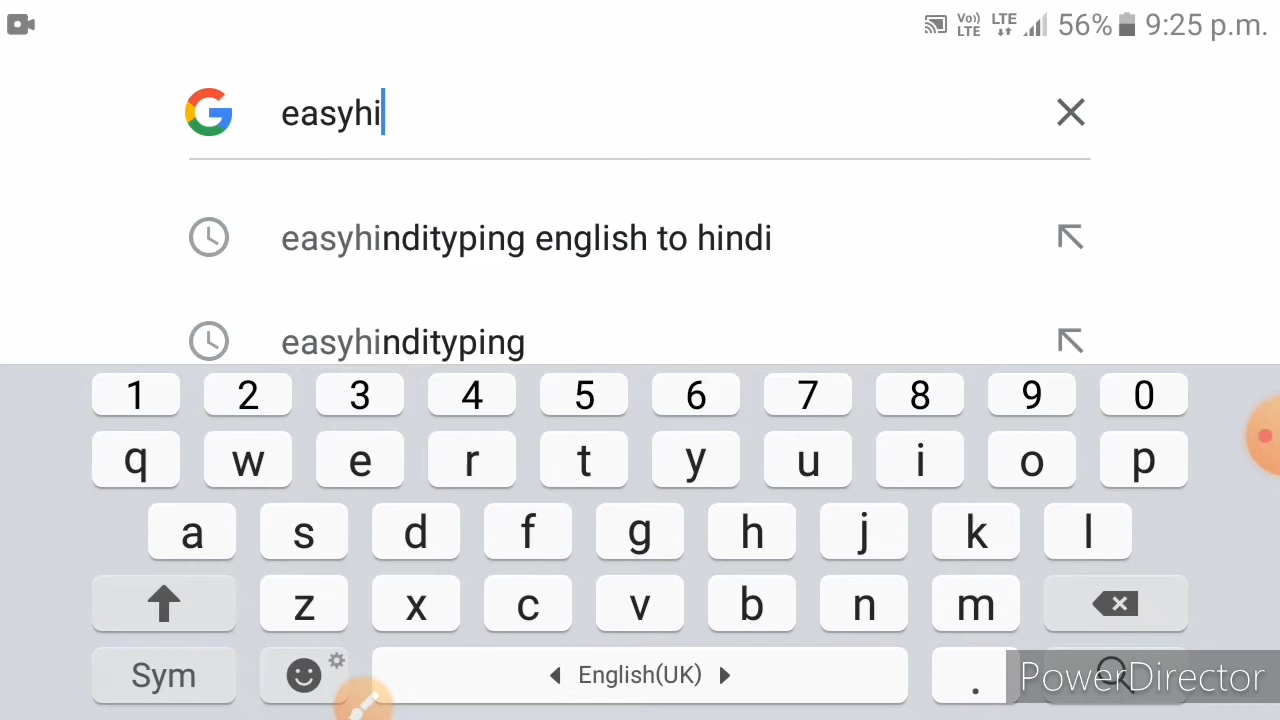 Vo)) LTE LTE 56% 9:25 p.m.
easyhi
easyhindityping english to hindi
easyhindityping
1 2 3 4 5 6 7 8 9 0
q w e r t y u i o p
a s d f g h j k l
z x c v b n m
Sym English(UK) .
PowerDirector